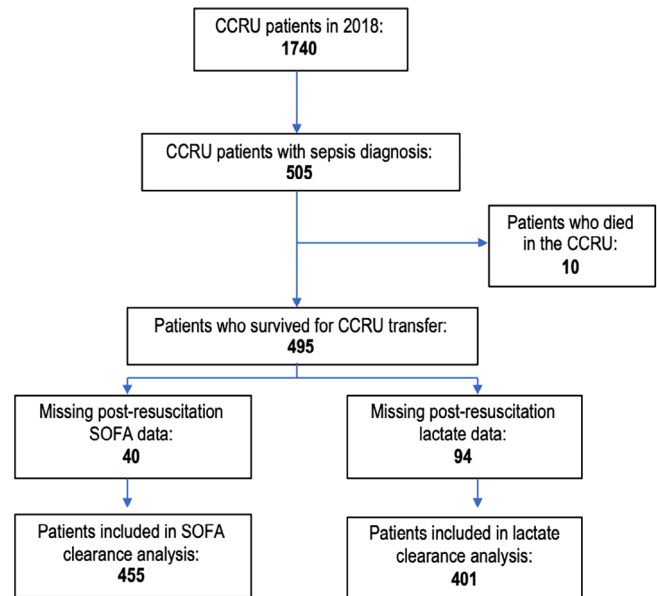 CCRU patients in 2018:
1740
CCRU patients with sepsis diagnosis:
505
Patients who died
in the CCRU:
10
Patients who survived for CCRU transfer:
495
Missing post-resuscitation
SOFA data:
40
Missing post-resuscitation
lactate data:
94
Patients included in SOFA
clearance analysis:
455
Patients included in lactate
clearance analysis:
401